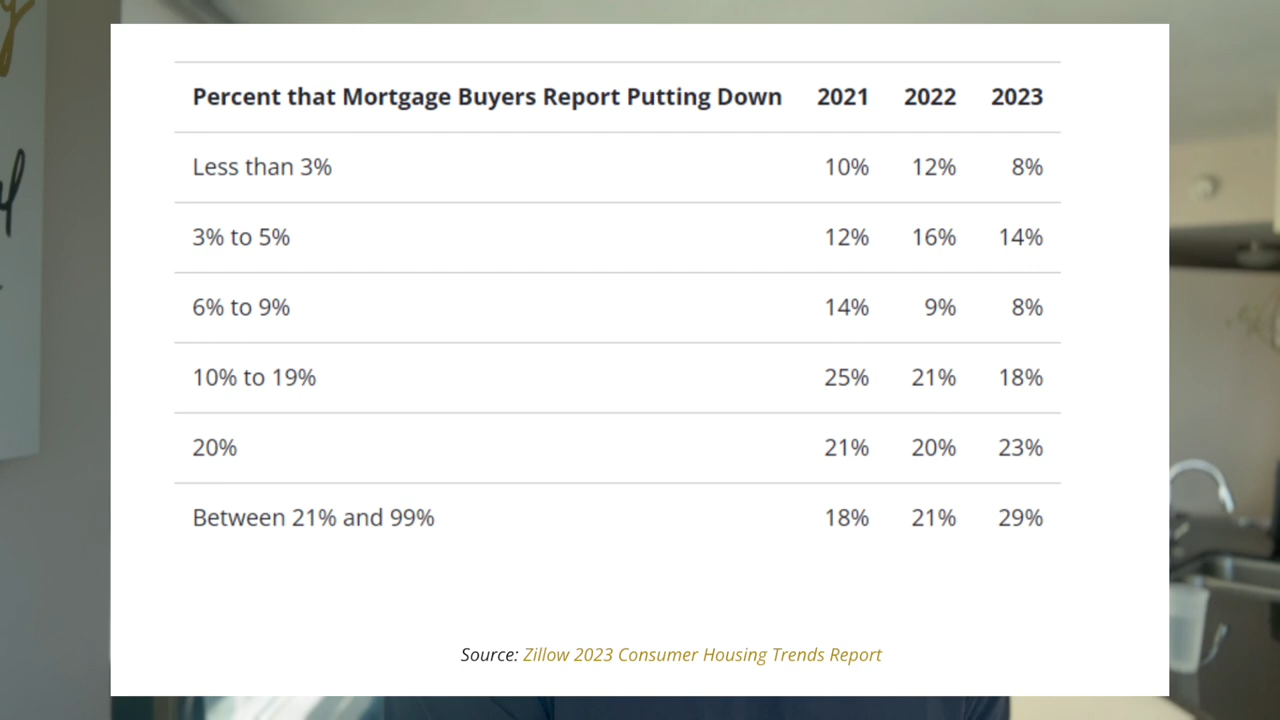 Percent that Mortgage Buyers Report Putting Down 2021 2022 2023
Less than 3% 10% 12% 8%
3% to 5% 12% 16% 14%
6% to 9% 14% 9% 8%
10% to 19% 25% 21% 18%
20% 21% 20% 23%
Between 21% and 99% 18% 21% 29%
Source: Zillow 2023 Consumer Housing Trends Report